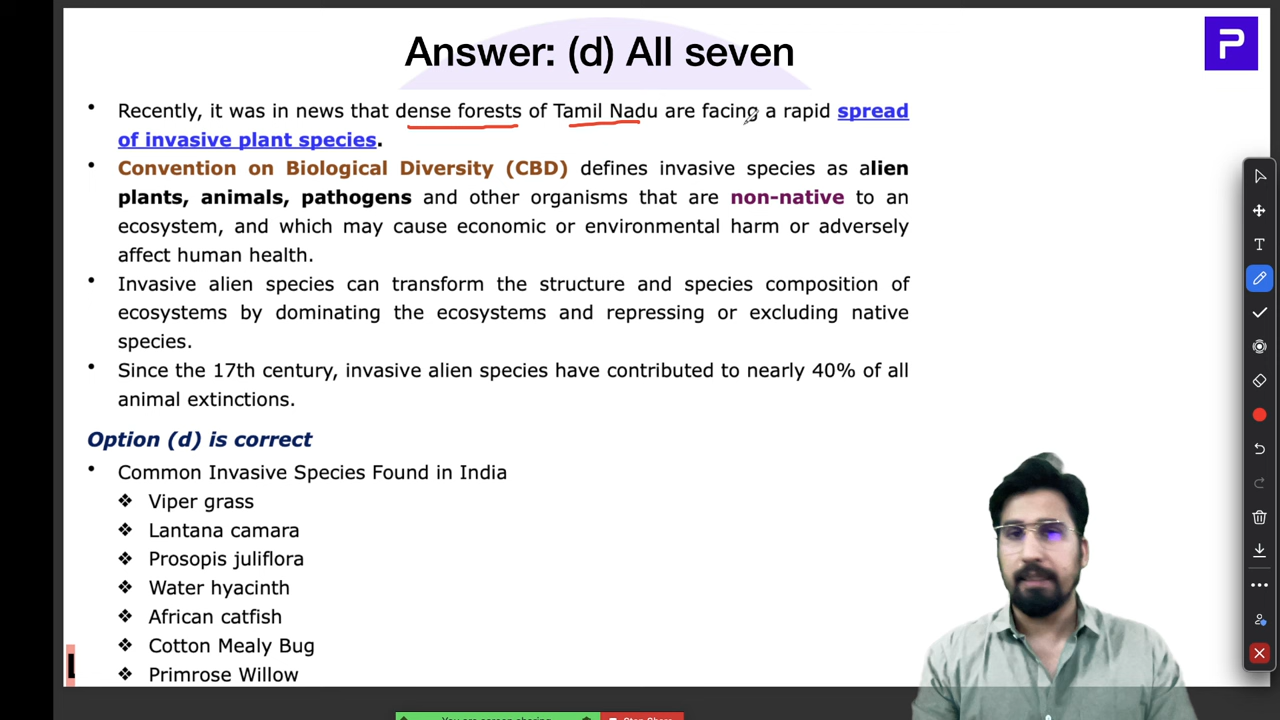 Answer: (d) All seven
P
• Recently, it was in news that dense forests of Tamil Nadu are facing a rapid spread
of invasive plant species.
• Convention on Biological Diversity (CBD) defines invasive species as alien
plants, animals, pathogens and other organisms that are non-native to an
ecosystem, and which may cause economic or environmental harm or adversely
affect human health.
• Invasive alien species can transform the structure and species composition of
ecosystems by dominating the ecosystems and repressing or excluding native
species.
• Since the 17th century, invasive alien species have contributed to nearly 40% of all
animal extinctions.
Option (d) is correct
• Common Invasive Species Found in India
❖ Viper grass
❖ Lantana camara
❖ Prosopis juliflora
❖ Water hyacinth
❖ African catfish
❖ Cotton Mealy Bug
❖ Primrose Willow